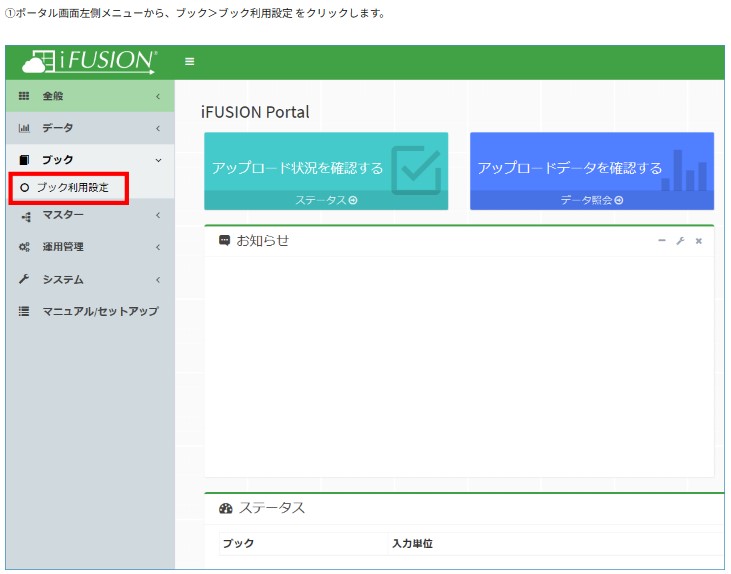 ①ポータル画面左側メニューから、ブック＞ブック利用設定 をクリックします。
iFUSION
全般
iFUSION Portal
データ
ブック
アップロード状況を確認する
アップロードデータを確認する
ブック利用設定
ステータス
データ照会
マスター
お知らせ
運用管理
システム
マニュアル/セットアップ
ステータス
ブック 入力単位